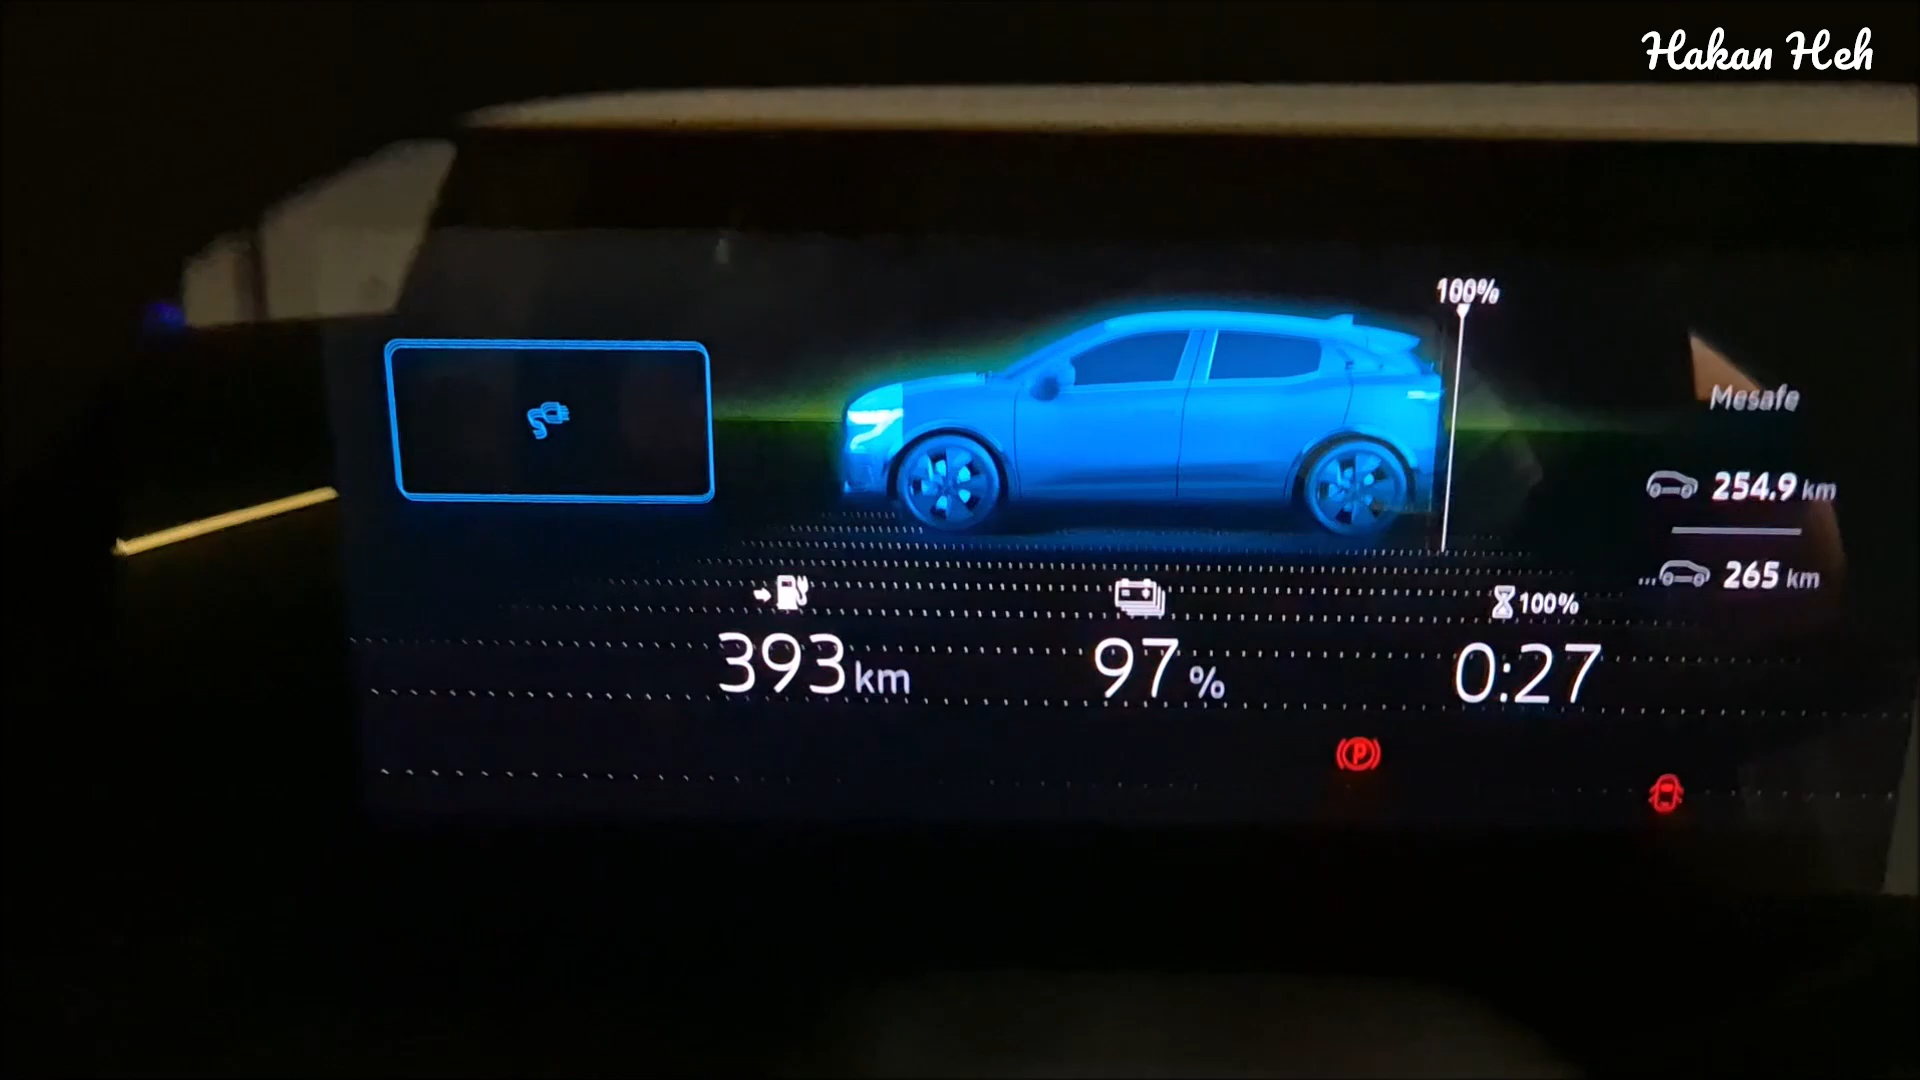 Hakan Heh
100%
Mesafe
254.9 km
... 265 km
100%
393 km
97 %
0:27
P